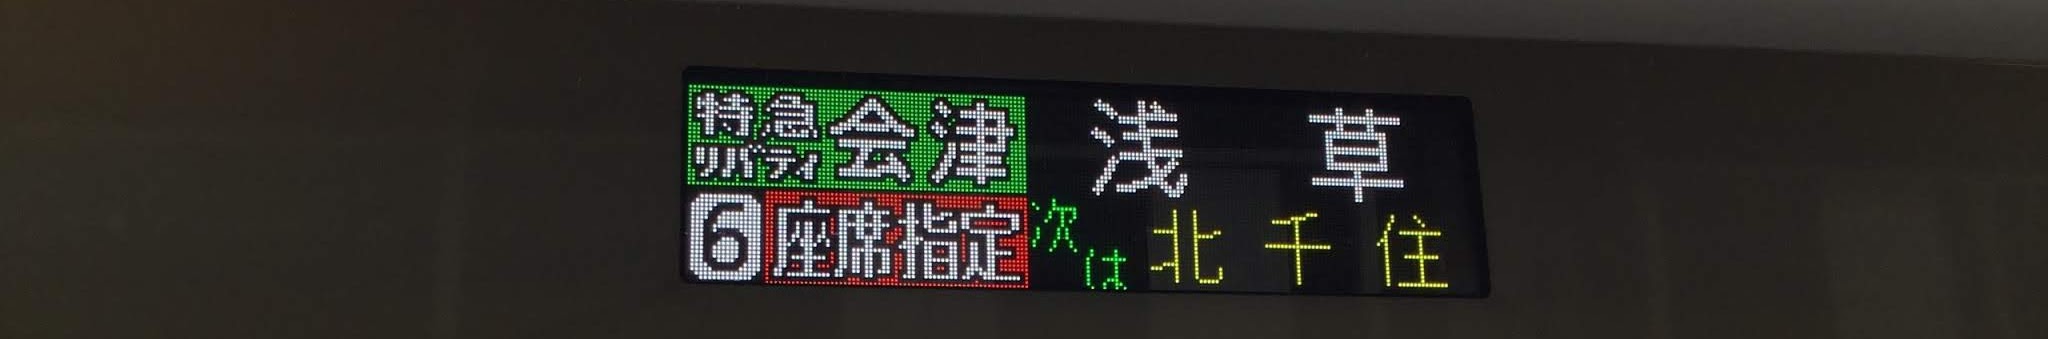 特急リバティ 会津 浅草
6 座席指定 次は 北千住